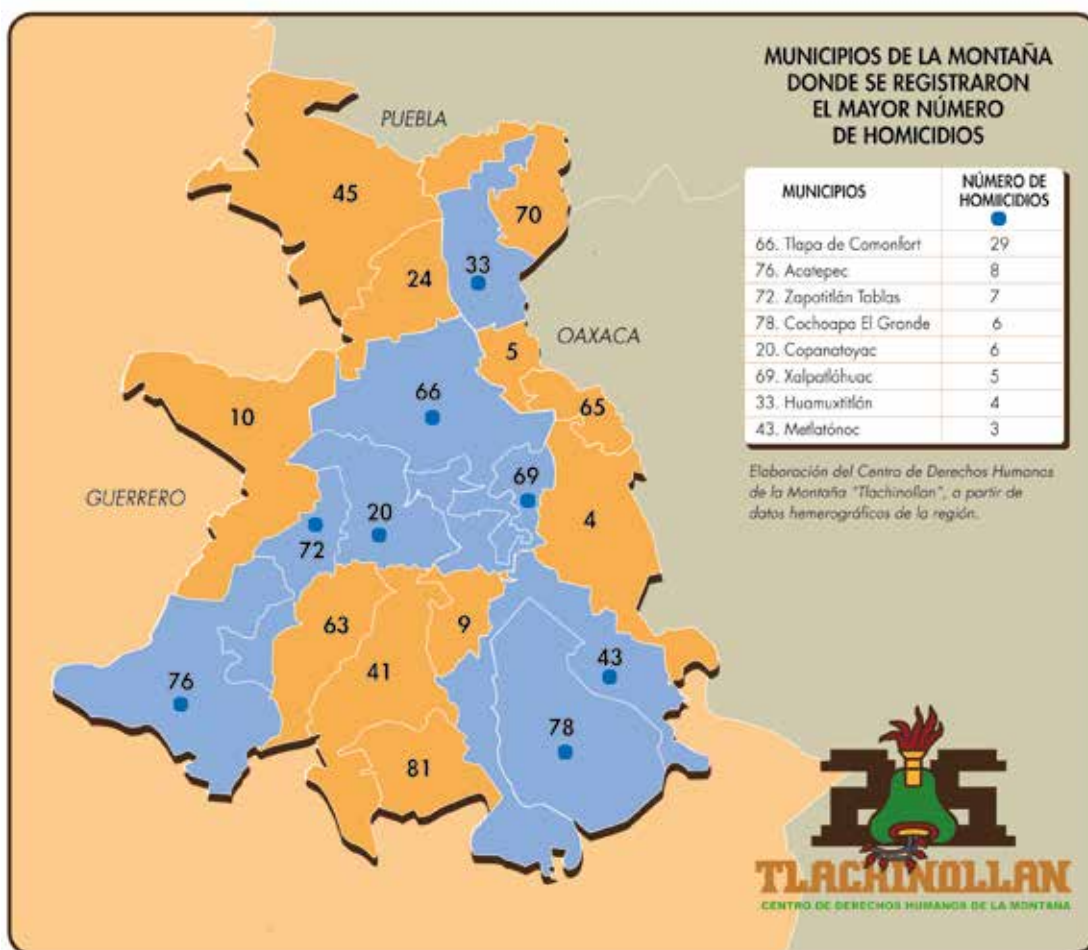 MUNICIPIOS DE LA MONTAÑA
DONDE SE REGISTRARON
EL MAYOR NÚMERO
DE HOMICIDIOS
MUNICIPIOS
NÚMERO DE
HOMIICIDIOS
66. Tlapa de Comonfort 29
76. Acatepec 8
72. Zapotitlán Tablas 7
78. Cochoapa El Grande 6
20. Copanatoyac 6
69. Xalpatláhuac 5
33. Huamuxtitlán 4
43. Metlatónoc 3
Elaboración del Centro de Derechos Humanos
de la Montaña "Tlachinollan", a partir de
datos hemerográficos de la región.
PUEBLA
45
70
24
33
OAXACA
5
66
65
10
69
GUERRERO
20
4
72
63
9
41
43
76
78
81
25
TLACHINOLLAN
CENTRO DE DERECHOS HUMANOS DE LA MONTAÑA